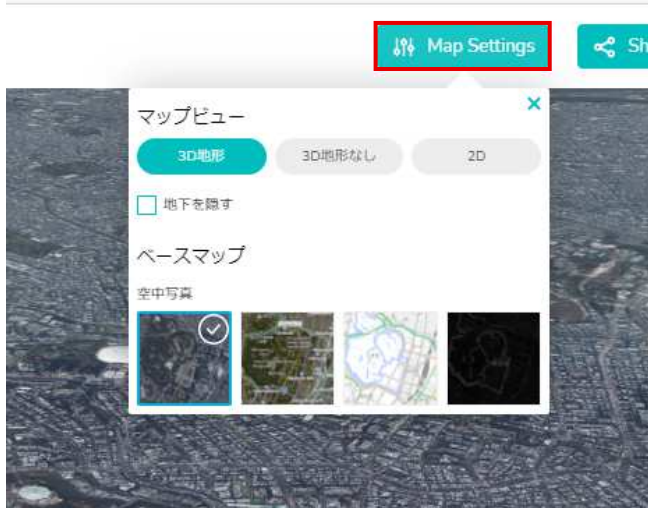 Map Settings
Sh
マップビュー
3D地形
3D地形なし
2D
地下を隠す
ベースマップ
空中写真